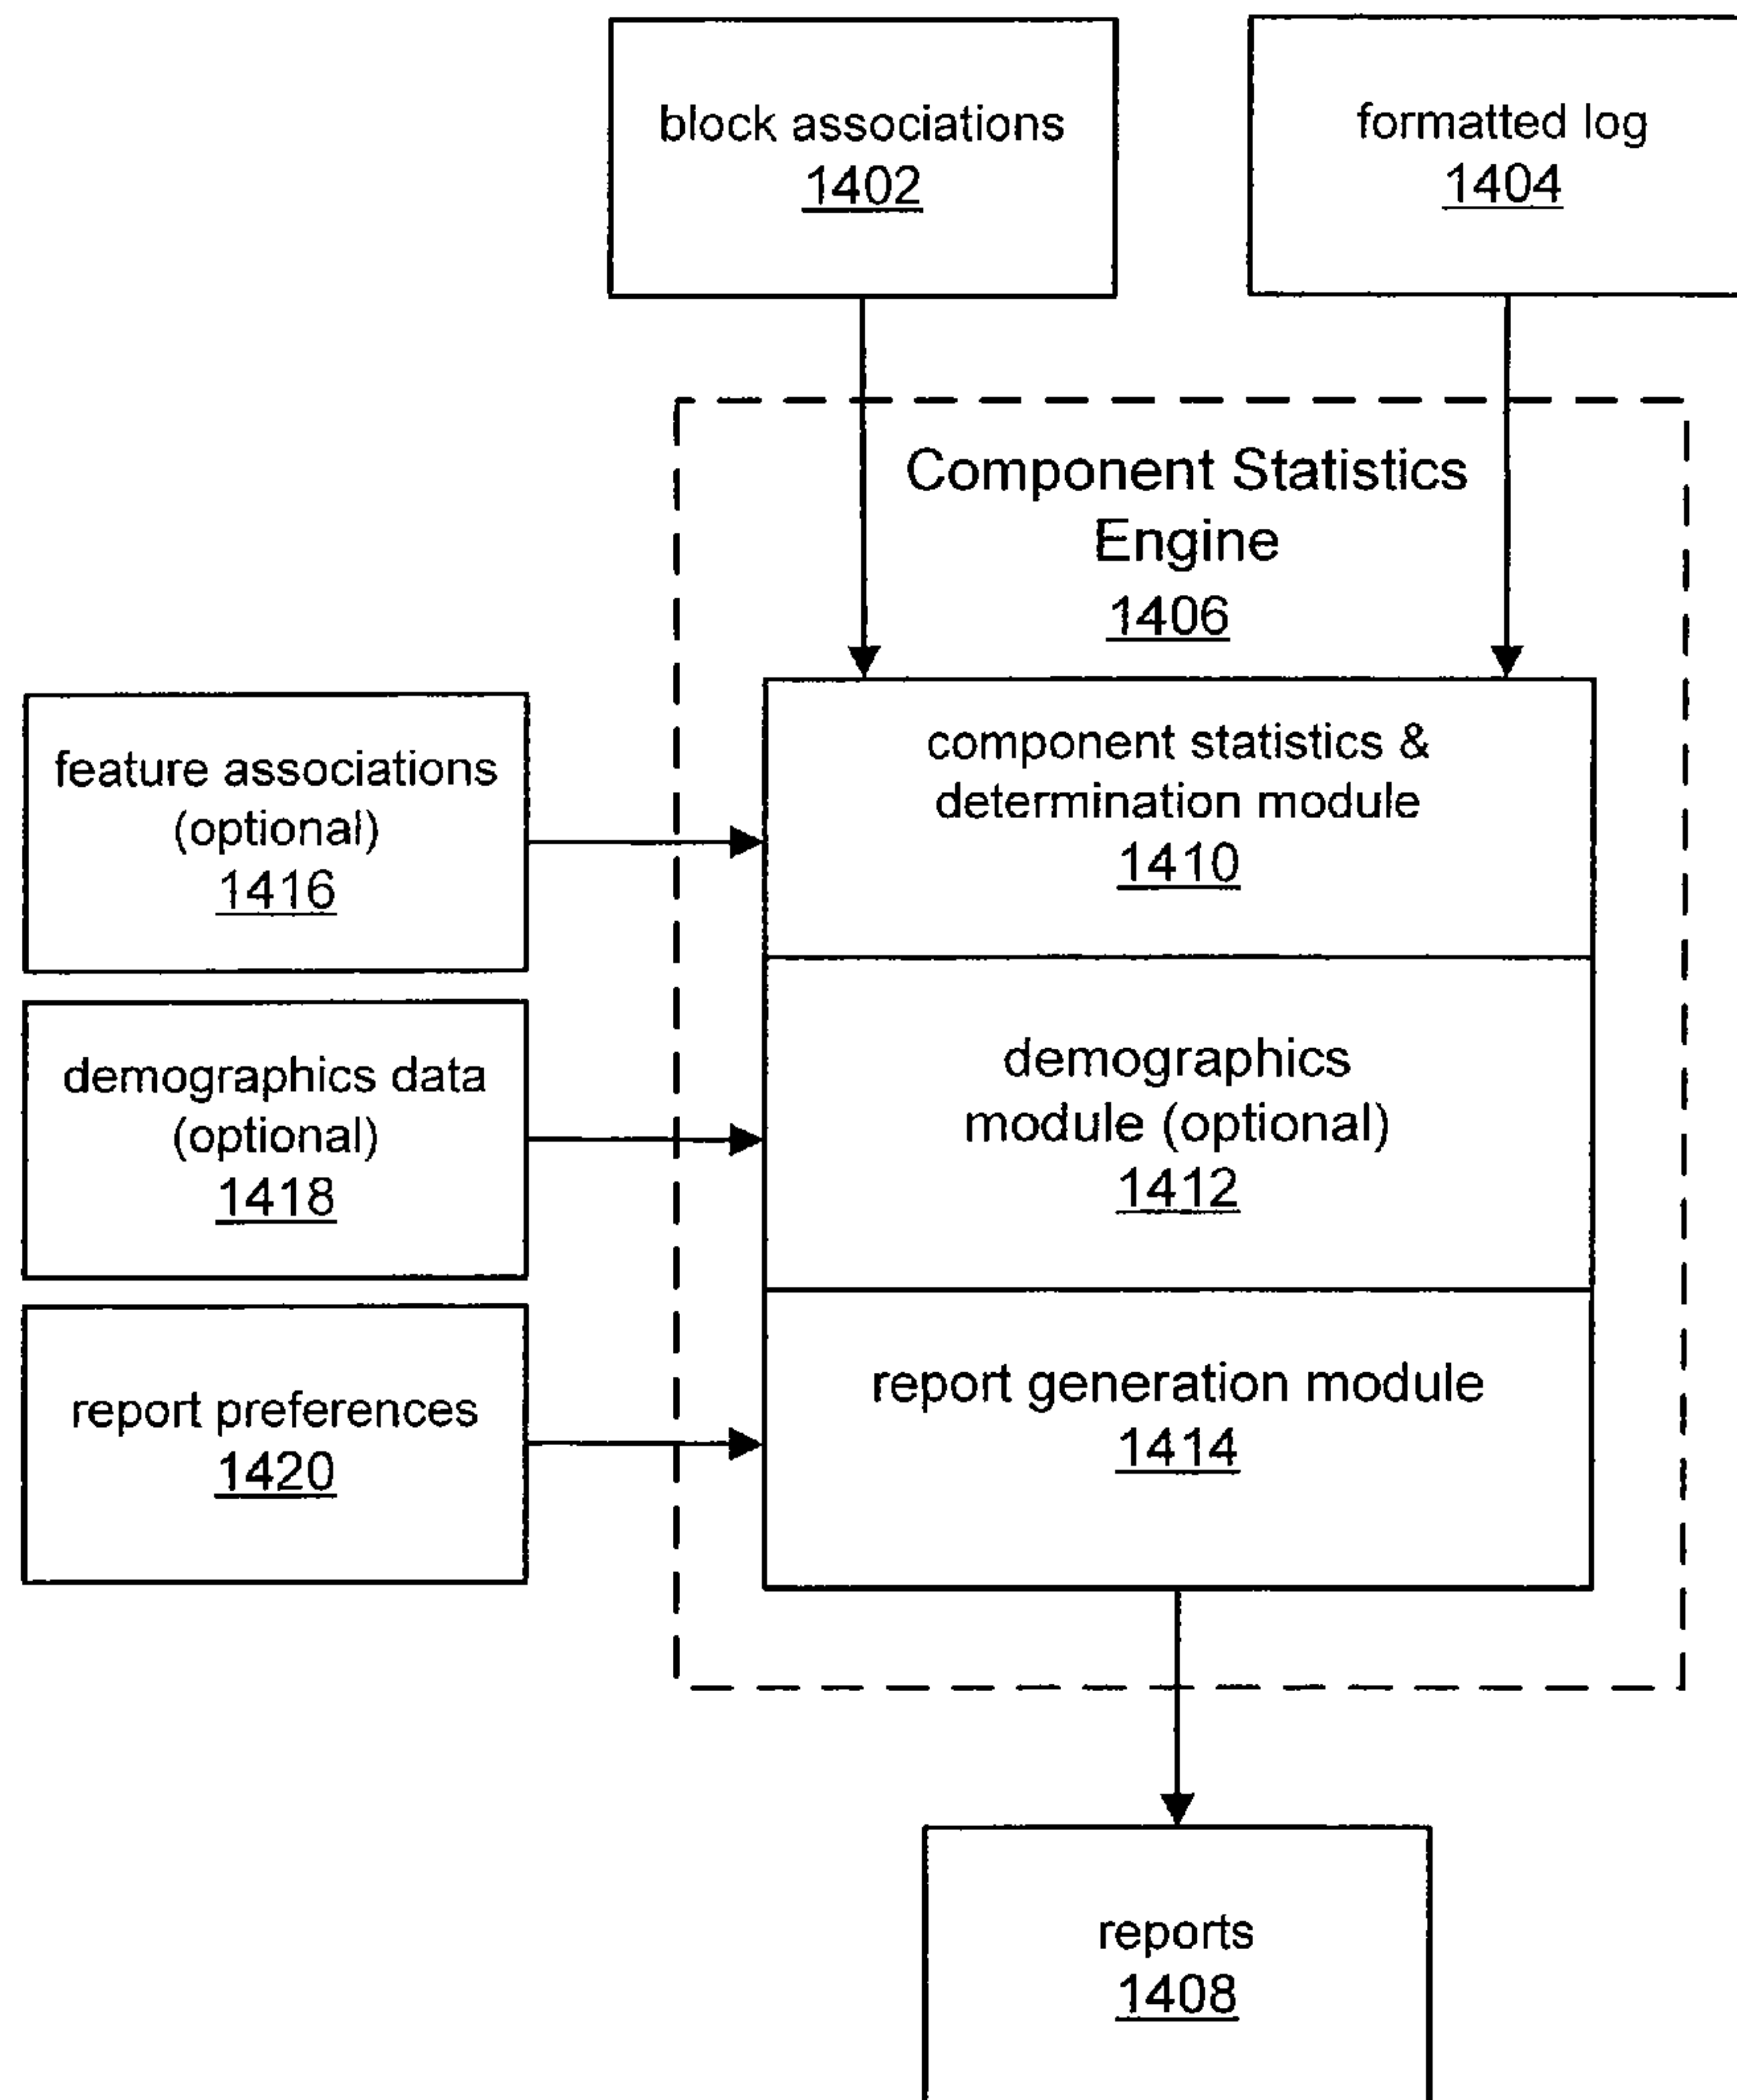 block associations
1402
formatted log
1404
Component Statistics
Engine
1406
feature associations
(optional)
1416
component statistics &
determination module
1410
demographics data
(optional)
1418
demographics
module (optional)
1412
report preferences
1420
report generation module
1414
reports
1408